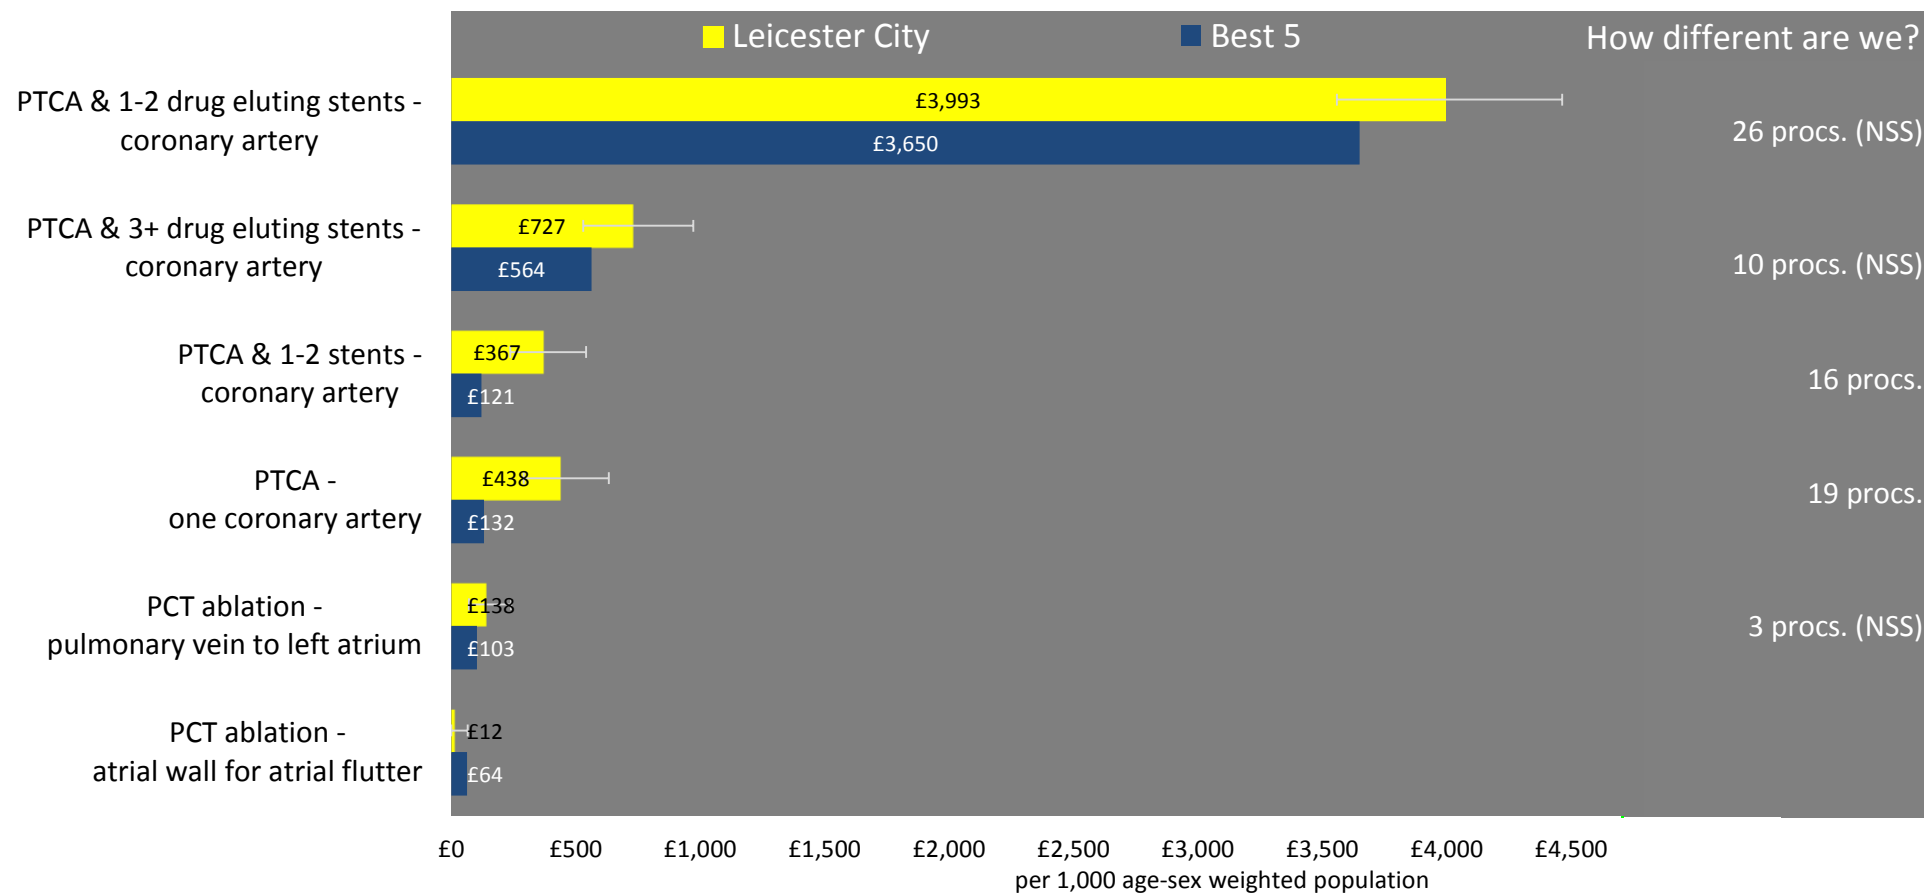 Leicester City
Best 5
How different are we?
PTCA & 1-2 drug eluting stents -
coronary artery
£3,993
£3,650
26 procs. (NSS)
PTCA & 3+ drug eluting stents -
coronary artery
£727
£564
10 procs. (NSS)
PTCA & 1-2 stents -
coronary artery
£367
£121
16 procs.
PTCA -
one coronary artery
£438
£132
19 procs.
PCT ablation -
pulmonary vein to left atrium
£138
£103
3 procs. (NSS)
PCT ablation -
atrial wall for atrial flutter
£12
£64
£0 £500 £1,000 £1,500 £2,000 £2,500 £3,000 £3,500 £4,000 £4,500
per 1,000 age-sex weighted population